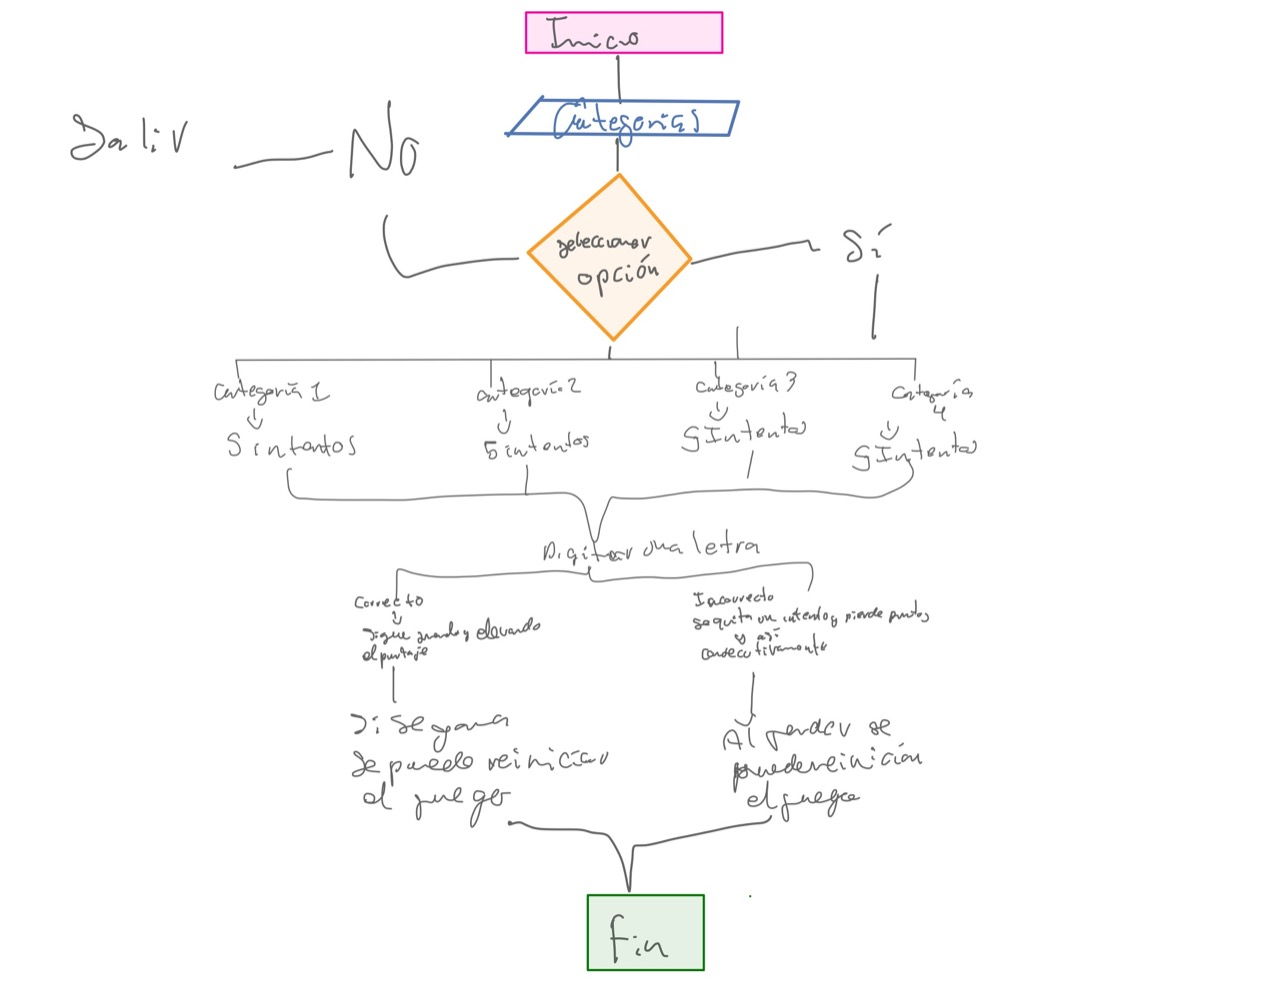 Inicio
Categorías
Salir
No
Seleccionar
opción
Sí
Categoría 1
Categoría 2
Categoría 3
Categoría
4
5 intentos
5 intentos
5 Intentos
5 Intentos
Digitar una letra
Correcto
Sigue ganando y elevando
el puntaje
Incorrecto
se quita un intento y pierde puntos
así
consecutivamente
Si se gana
se puede reiniciar
el juego
Al perder se
puede reiniciar
el juego
Fin